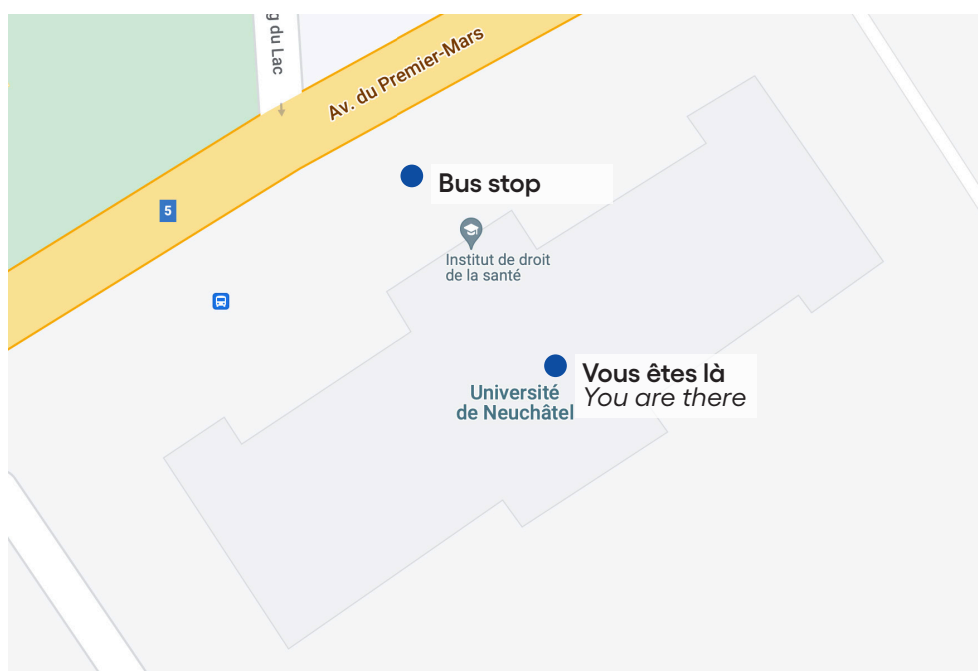 g du Lac
Av. du Premier-Mars
Bus stop
5
Institut de droit
de la santé
Vous êtes là
You are there
Université
de Neuchâtel